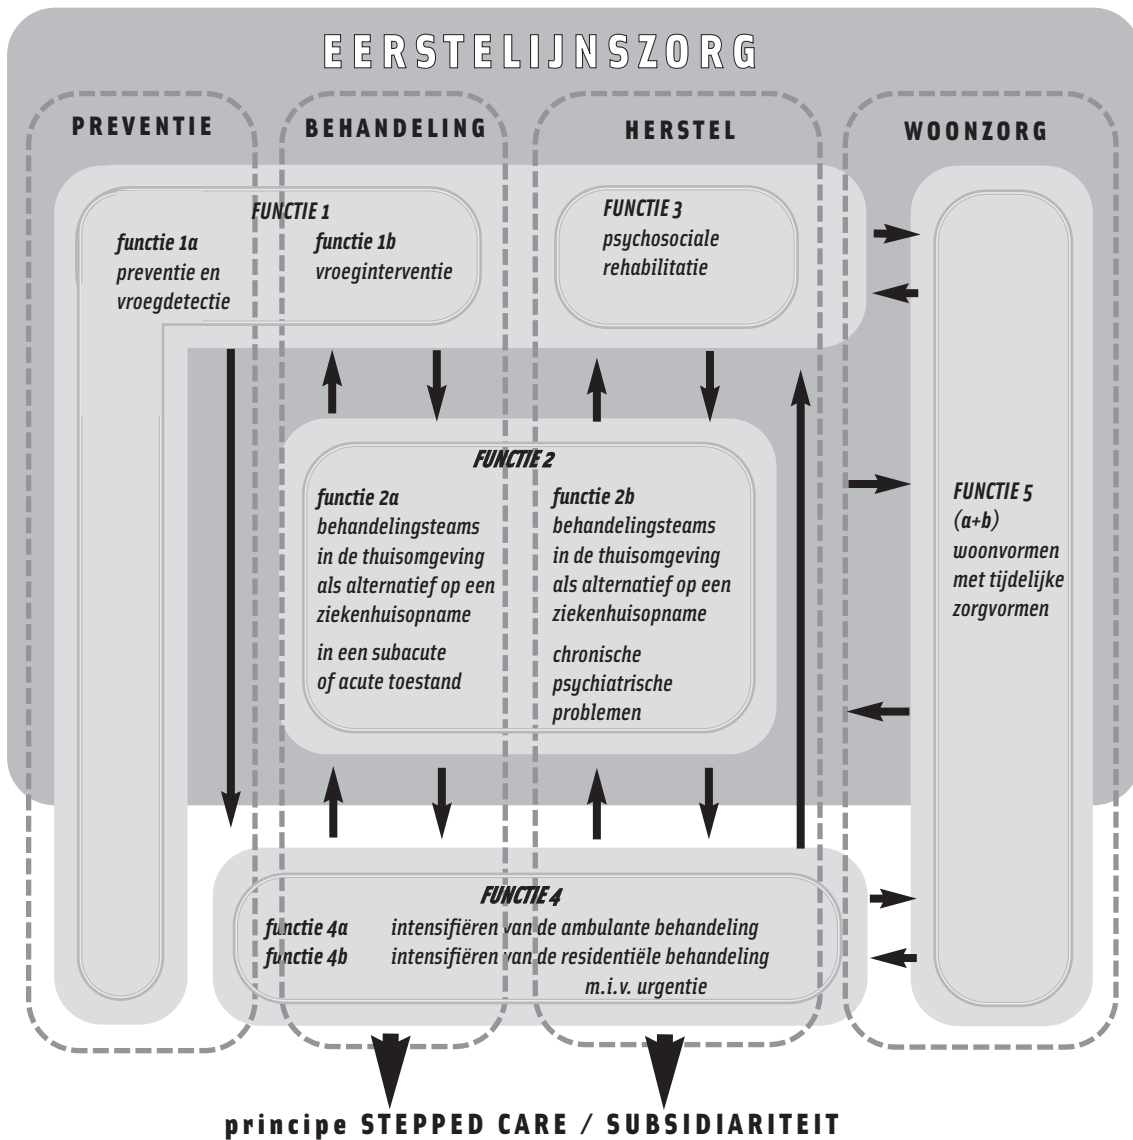 EERSTELIJNSZORG
PREVENTIE
BEHANDELING
HERSTEL
WOONZORG
FUNCTIE 1
functie 1a
preventie en
vroegdetectie
functie 1b
vroeginterventie
FUNCTIE 3
psychosociale
rehabilitatie
FUNCTIE 2
functie 2a
behandelingsteams
in de thuisomgeving
als alternatief op een
ziekenhuisopname
in een subacute
of acute toestand
functie 2b
behandelingsteams
in de thuisomgeving
als alternatief op een
ziekenhuisopname
chronische
psychiatrische
problemen
FUNCTIE 5
(a+b)
woonvormen
met tijdelijke
zorgvormen
FUNCTIE 4
functie 4a intensifiëren van de ambulante behandeling
functie 4b intensifiëren van de residentiële behandeling
m.i.v. urgentie
principe STEPPED CARE / SUBSIDIARITEIT